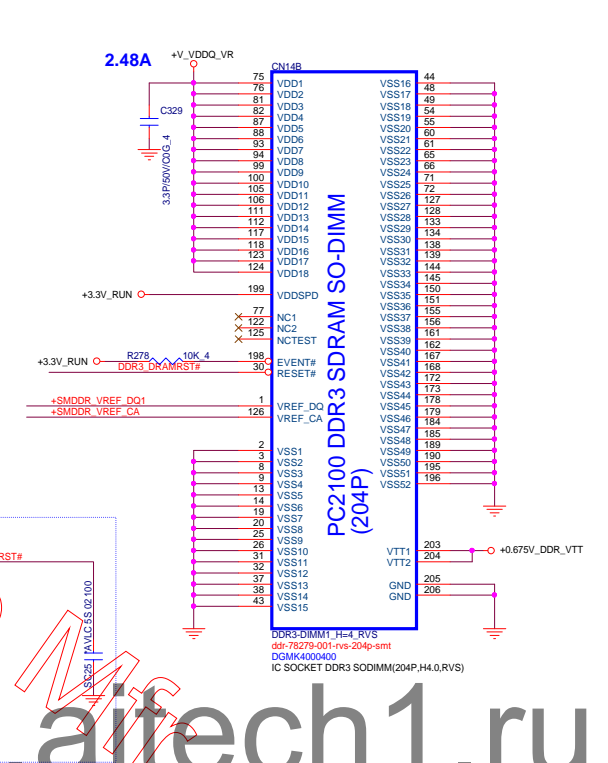 2.48A
+V_VDDQ_VR
CN14B
75 VDD1
76 VDD2
81 VDD3
82 VDD4
87 VDD5
88 VDD6
93 VDD7
94 VDD8
99 VDD9
100 VDD10
105 VDD11
106 VDD12
111 VDD13
112 VDD14
117 VDD15
118 VDD16
123 VDD17
124 VDD18
C329
3.3P/50V/C0G_4
+3.3V_RUN 199 VDDSPD
77 NC1
122 NC2
125 NCTEST
+3.3V_RUN R278 10K_4 198 EVENT#
DDR3_DRAMRST# 30 RESET#
+SMDDR_VREF_DQ1 1 VREF_DQ
+SMDDR_VREF_CA 126 VREF_CA
2 VSS1
3 VSS2
8 VSS3
9 VSS4
13 VSS5
14 VSS6
19 VSS7
20 VSS8
25 VSS9
26 VSS10
31 VSS11
32 VSS12
37 VSS13
38 VSS14
43 VSS15
PC2100 DDR3 SDRAM SO-DIMM
(204P)
VSS16 44
VSS17 48
VSS18 49
VSS19 54
VSS20 55
VSS21 60
VSS22 61
VSS23 65
VSS24 66
VSS25 71
VSS26 72
VSS27 127
VSS28 128
VSS29 133
VSS30 134
VSS31 138
VSS32 139
VSS33 144
VSS34 145
VSS35 150
VSS36 151
VSS37 155
VSS38 156
VSS39 161
VSS40 162
VSS41 167
VSS42 168
VSS43 172
VSS44 173
VSS45 178
VSS46 179
VSS47 184
VSS48 185
VSS49 189
VSS50 190
VSS51 195
VSS52 196
VTT1 203
VTT2 204
+0.675V_DDR_VTT
GND 205
GND 206
DDR3-DIMM1_H=4_RVS
ddr-78279-001-rvs-204p-smt
DGMK4000400
IC SOCKET DDR3 SODIMM(204P,H4.0,RVS)
RST#
SC25
*AVLC 5S 02 100
.aitech1.ru